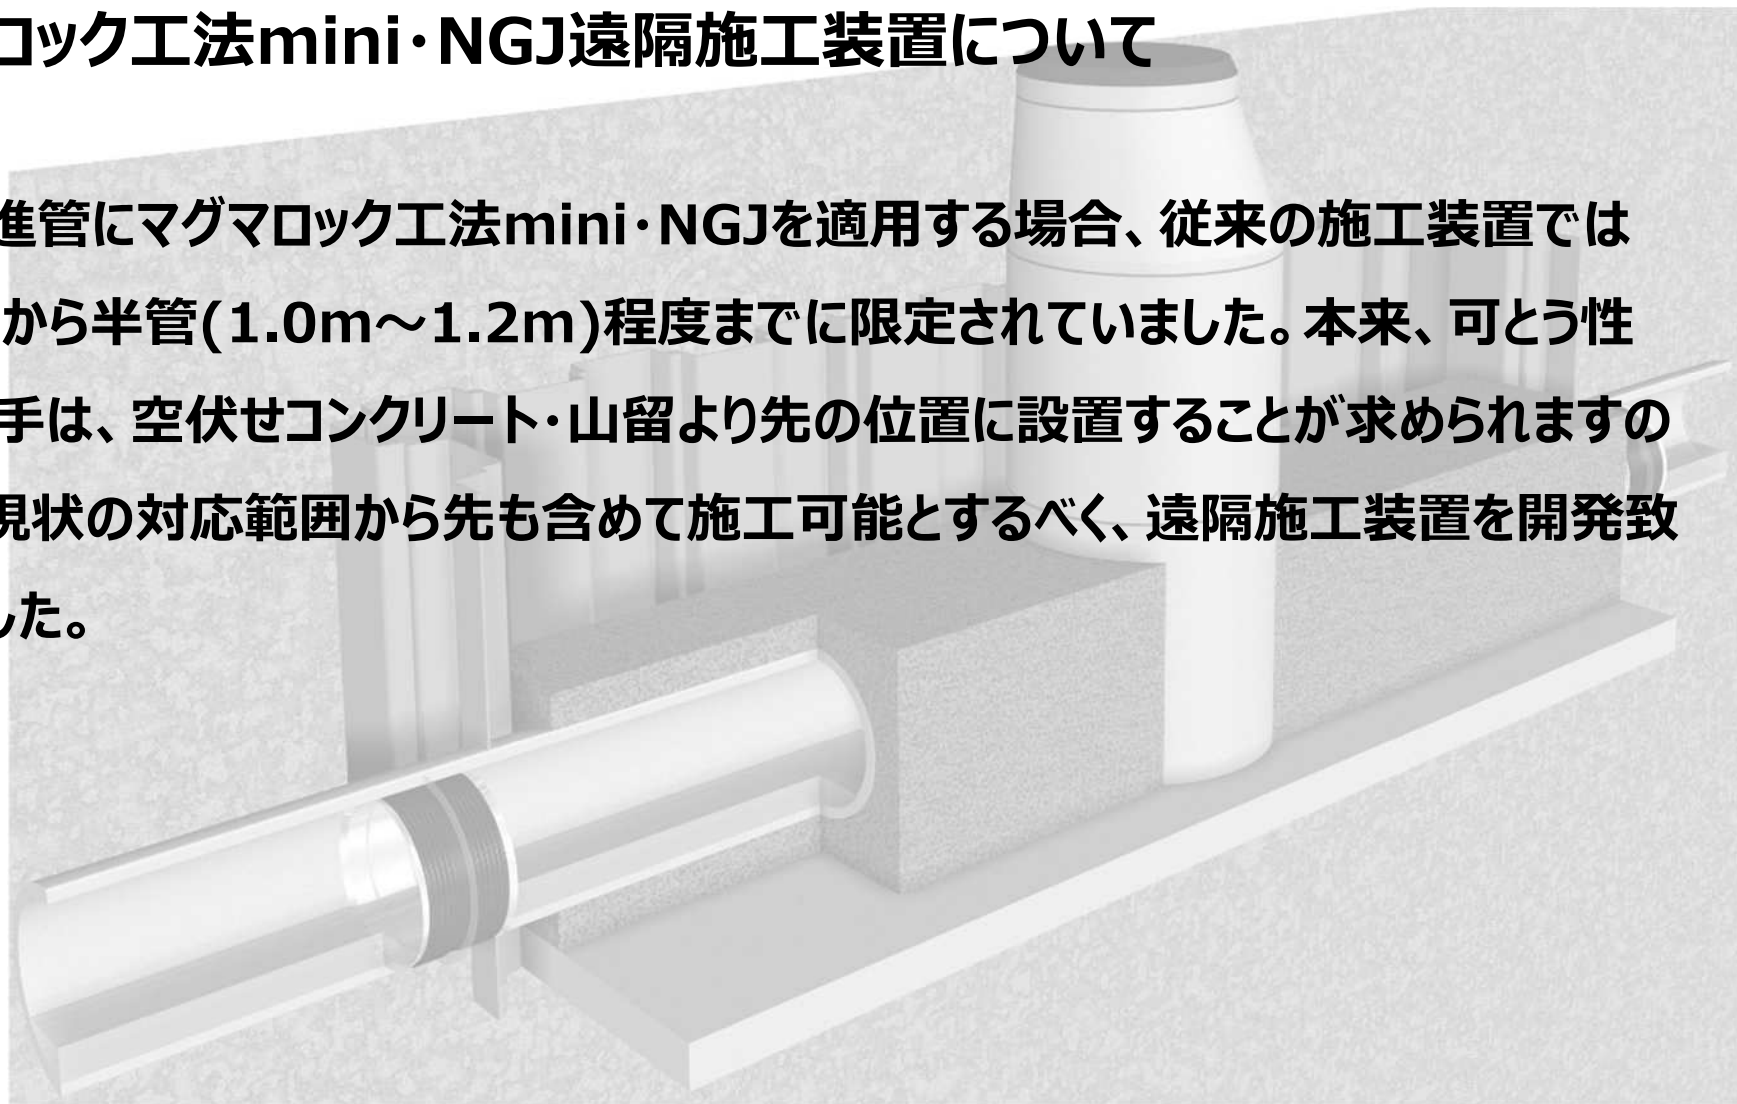 ロック工法mini・NGJ遠隔施工装置について
進管にマグマロック工法mini・NGJを適用する場合、従来の施工装置では
から半管(1.0m～1.2m)程度までに限定されていました。本来、可とう性
手は、空伏せコンクリート・山留より先の位置に設置することが求められますの
現状の対応範囲から先も含めて施工可能とするべく、遠隔施工装置を開発致
した。